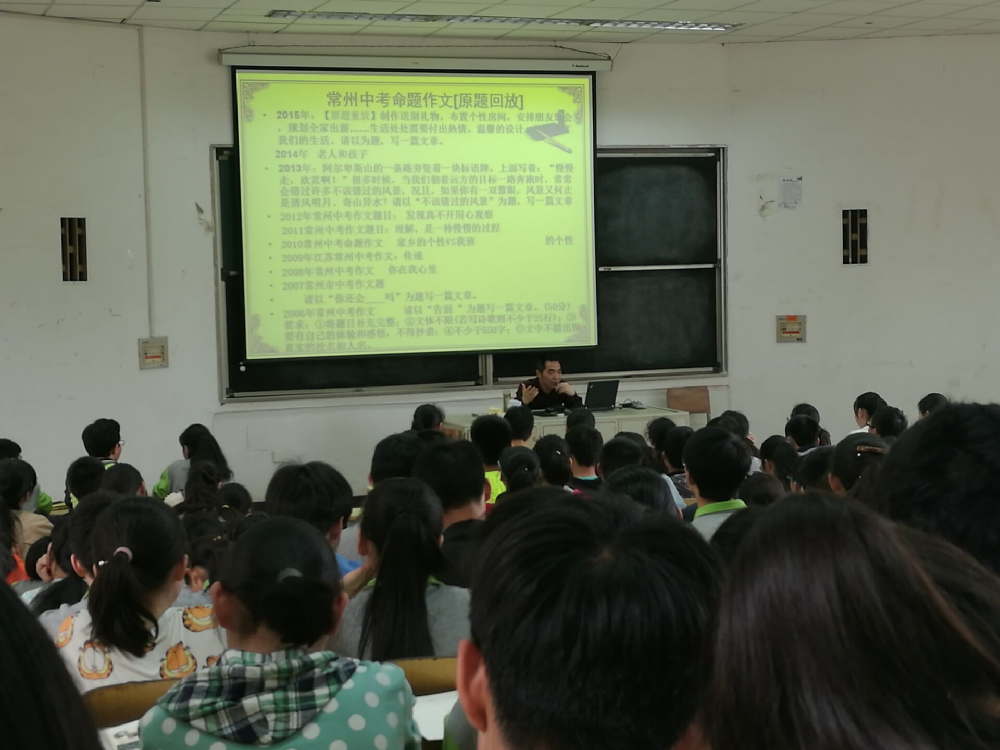 常州中考命题作文[原题回放]
• 2015年：【原题重放】制作送别礼物，布置个性房间，安排朋友聚会
，规划全家出游……生活处处需要付出热情。温馨的设计
我们的生活。请以为题，写一篇文章。
2014年 老人和孩子
• 2013年：阿尔卑斯山的一条路旁竖着一块标语牌，上面写着：“慢慢
走，欣赏啊！”很多时候，当我们朝着远方的目标一路奔跑时，常常
会错过许多不该错过的风景，况且，如果你有一双慧眼，风景又何止
是清风明月、奇山异水？请以“不该错过的风景”为题，写一篇文章
• 2012年常州中考作文题目： 发现离不开用心观察
2011常州中考作文题目：理解，是一种慢慢的过程
• 2010常州中考命题作文 家乡的个性VS我班 的个性
• 2009年江苏常州中考作文：传递
• 2008年常州中考作文 你在我心里
• 2007常州市中考作文题
• 请以“你还会____吗”为题写一篇文章。
• 2006年常州中考作文 请以“告别 ”为题写一篇文章。(50分)
要求：①将题目补充完整；②文体不限(若写诗歌则不少于25行)；③
要有自己的体验和感悟，不得抄袭；④不少于550字；⑤文中不能出现
真实的校名和人名。